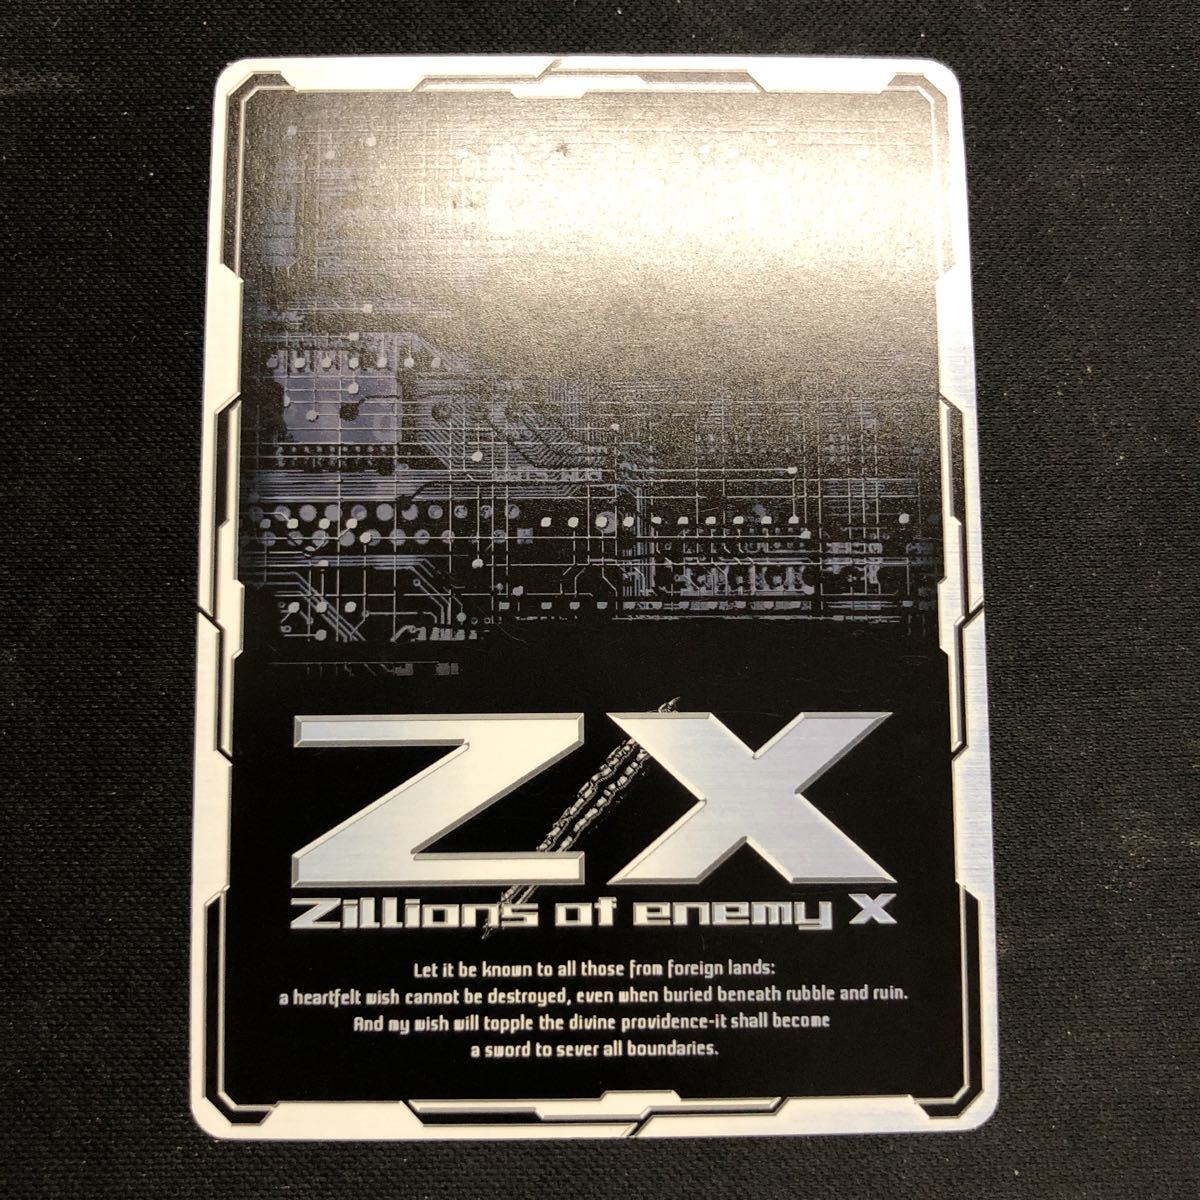 ZX
Zillions of enemy X
Let it be known to all those from foreign lands:
a heartfelt wish cannot be destroyed, even when buried beneath rubble and ruin.
And my wish will topple the divine providence-it shall become
a sword to sever all boundaries.